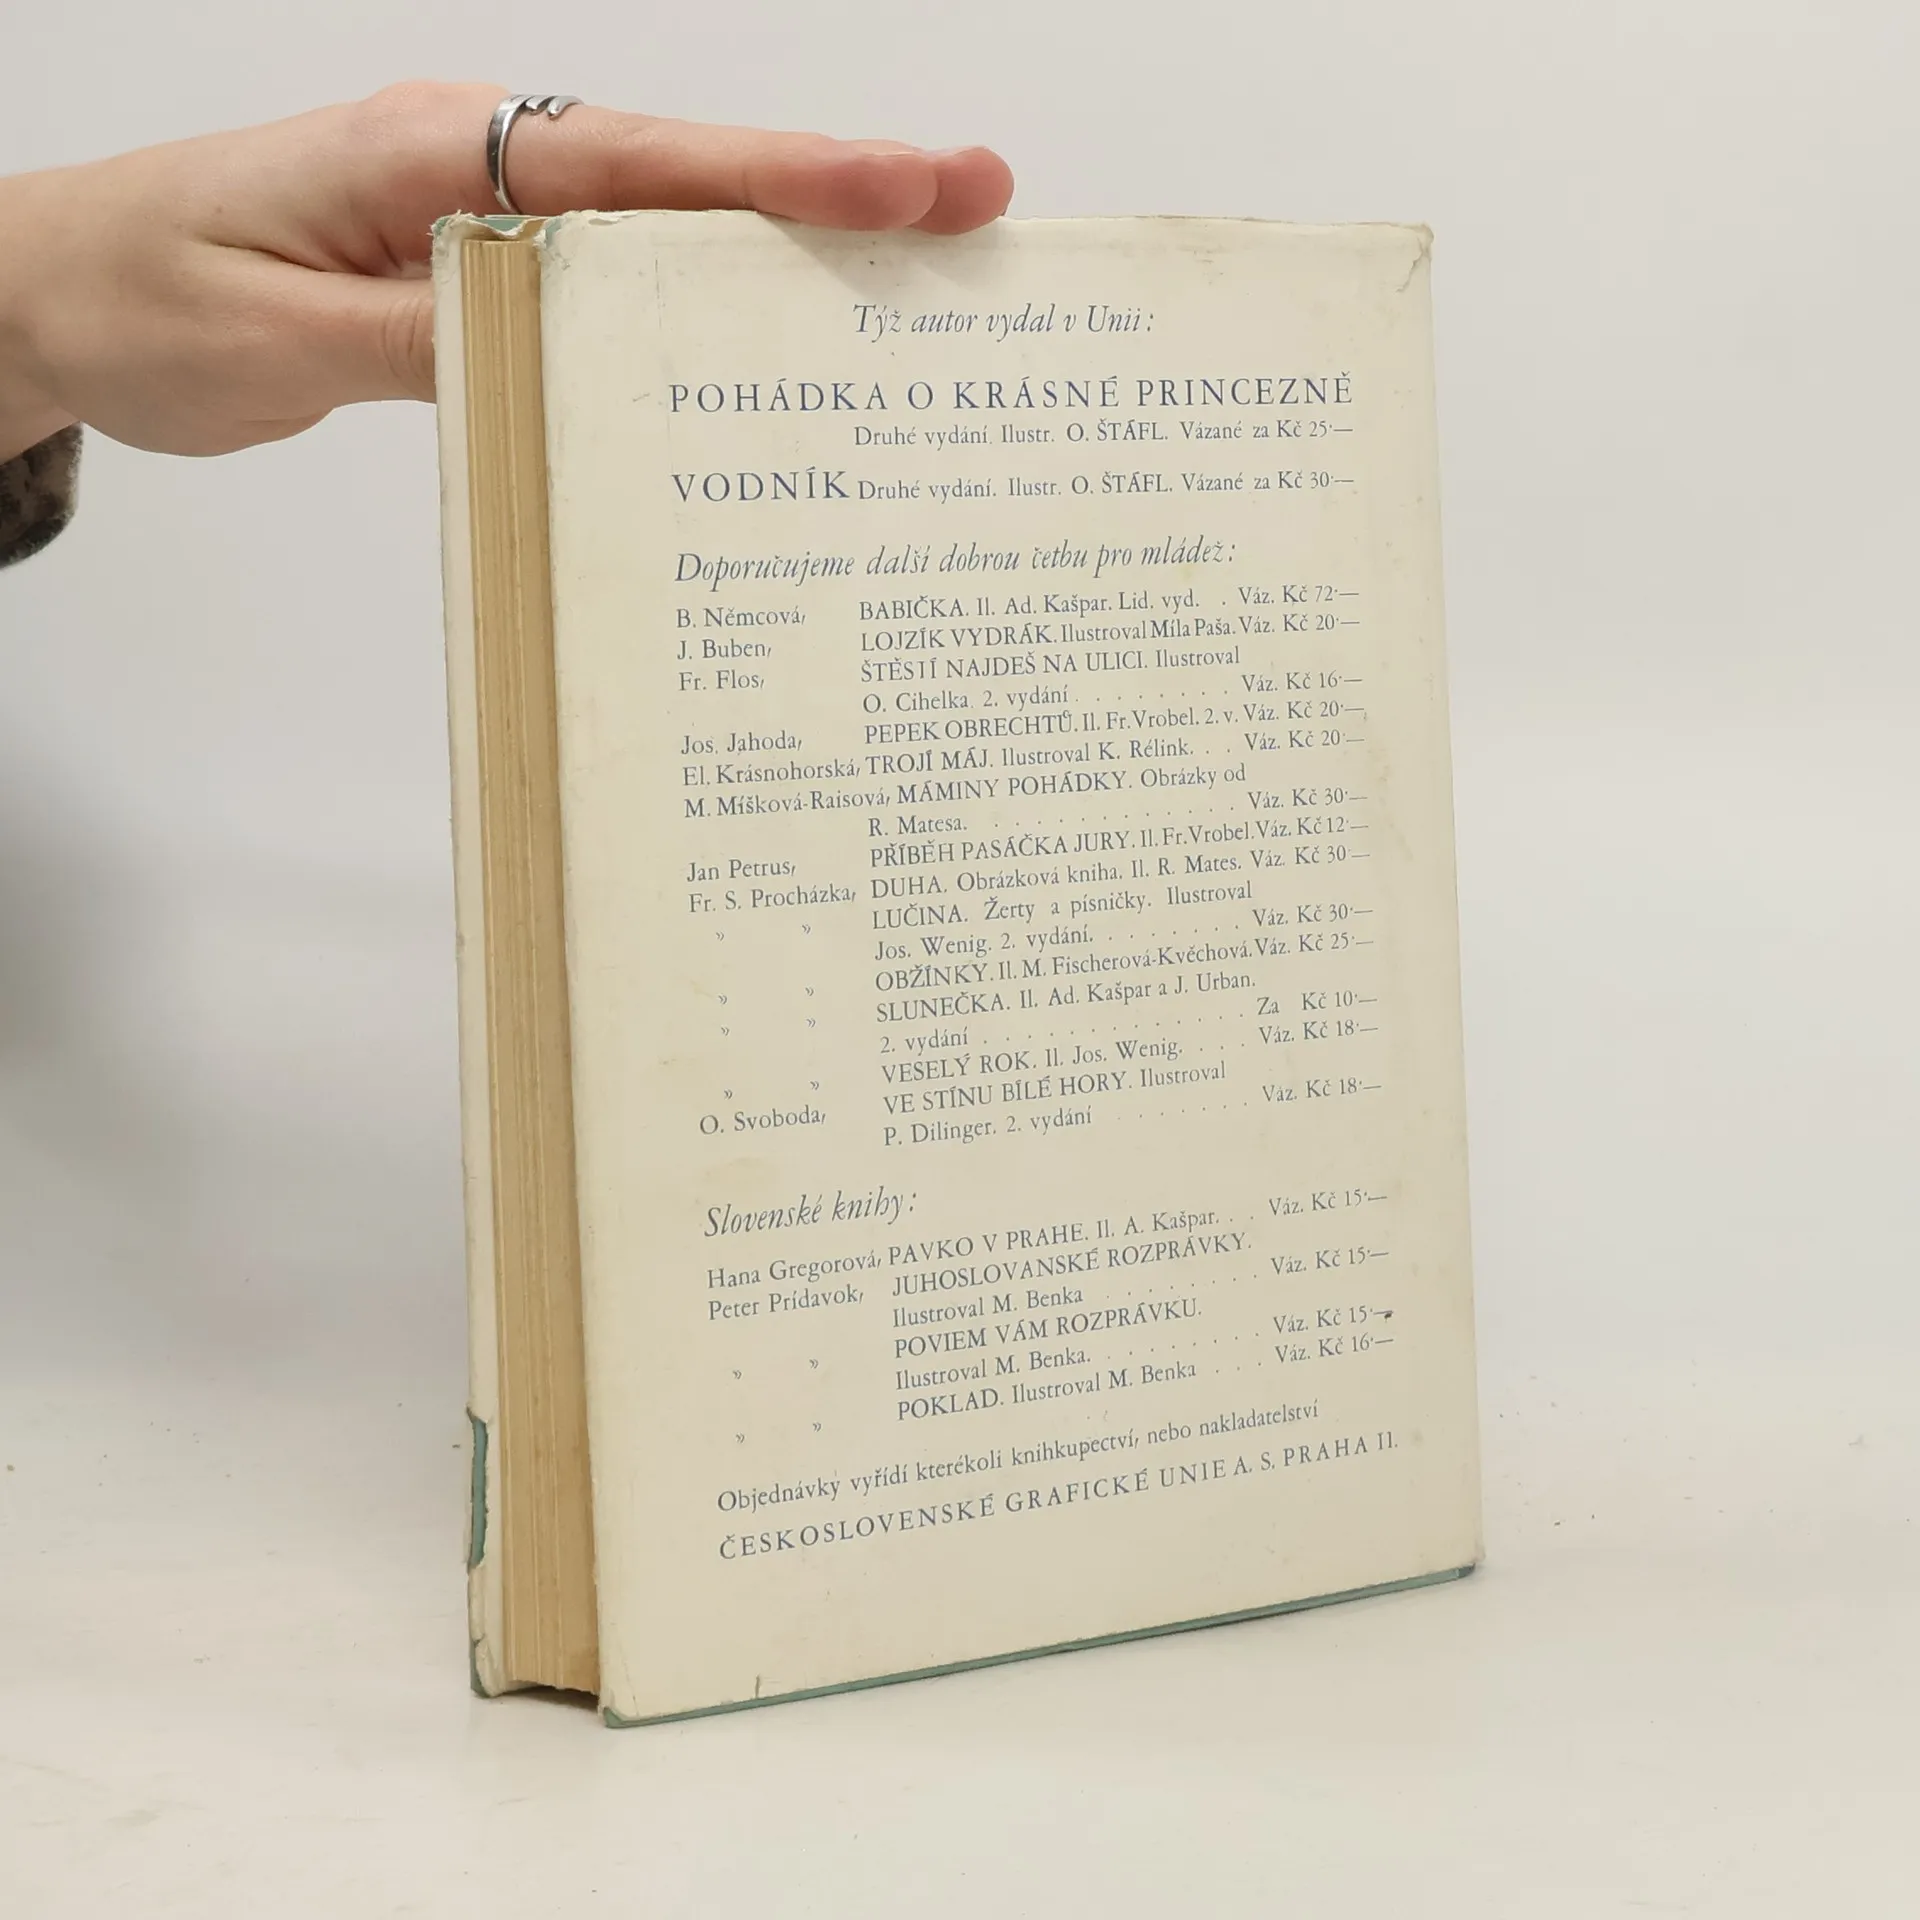 Týž autor vydal v Unii:
POHÁDKA O KRÁSNÉ PRINCEZNĚ
Druhé vydání. Ilustr. O. ŠTÁFL. Vázané za Kč 25·—
VODNÍK Druhé vydání. Ilustr. O. ŠTÁFL. Vázané za Kč 30·—
Doporučujeme další dobrou četbu pro mládež:
B. Němcová, BABIČKA. Il. Ad. Kašpar. Lid. vyd. . Váz. Kč 72·—
J. Buben, LOJZÍK VYDRÁK. Ilustroval Míla Paša. Váz. Kč 20·—
Fr. Flos, ŠTĚSTÍ NAJDEŠ NA ULICI. Ilustroval
O. Cihelka. 2. vydání . . . . . . . . Váz. Kč 16·—
Jos. Jahoda, PEPEK OBRECHTŮ. Il. Fr. Vrobel. 2. v. Váz. Kč 20·—
El. Krásnohorská, TROJÍ MÁJ. Ilustroval K. Rélink. . . Váz. Kč 20·—
M. Míšková-Raisová, MÁMINY POHÁDKY. Obrázky od
R. Matesa. . . . . . . . . . . . Váz. Kč 30·—
Jan Petrus, PŘÍBĚH PASÁČKA JURY. Il. Fr. Vrobel. Váz. Kč 12·—
Fr. S. Procházka, DUHA. Obrázková kniha. Il. R. Mates. Váz. Kč 30·—
» » LUČINA. Žerty a písničky. Ilustroval
Jos. Wenig. 2. vydání. . . . . . . . Váz. Kč 30·—
» » OBŽÍNKY. Il. M. Fischerová-Kvěchová. Váz. Kč 25·—
» » SLUNEČKA. Il. Ad. Kašpar a J. Urban.
2. vydání . . . . . . . . . . . . Za Kč 10·—
» » VESELÝ ROK. Il. Jos. Wenig. . . . Váz. Kč 18·—
O. Svoboda, VE STÍNU BÍLÉ HORY. Ilustroval
P. Dilinger. 2. vydání . . . . . . . Váz. Kč 18·—
Slovenské knihy:
Hana Gregorová, PAVKO V PRAHE. Il. A. Kašpar. . . Váz. Kč 15·—
Peter Prídavok, JUHOSLOVANSKÉ ROZPRÁVKY.
Ilustroval M. Benka . . . . . . . . Váz. Kč 15·—
» » POVIEM VÁM ROZPRÁVKU.
Ilustroval M. Benka. . . . . . . . Váz. Kč 15·—
» » POKLAD. Ilustroval M. Benka . . . Váz. Kč 16·—
Objednávky vyřídí kterékoli knihkupectví, nebo nakladatelství
ČESKOSLOVENSKÉ GRAFICKÉ UNIE A. S. PRAHA II.